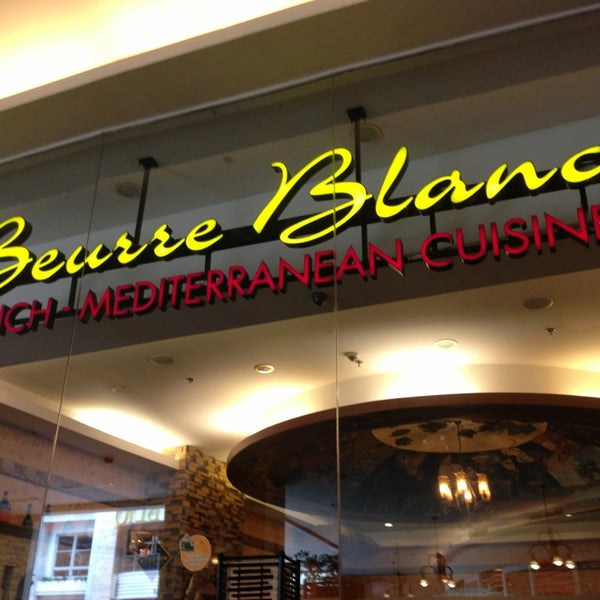 Beurre Blanc
NCH - MEDITERRANEAN CUISINE